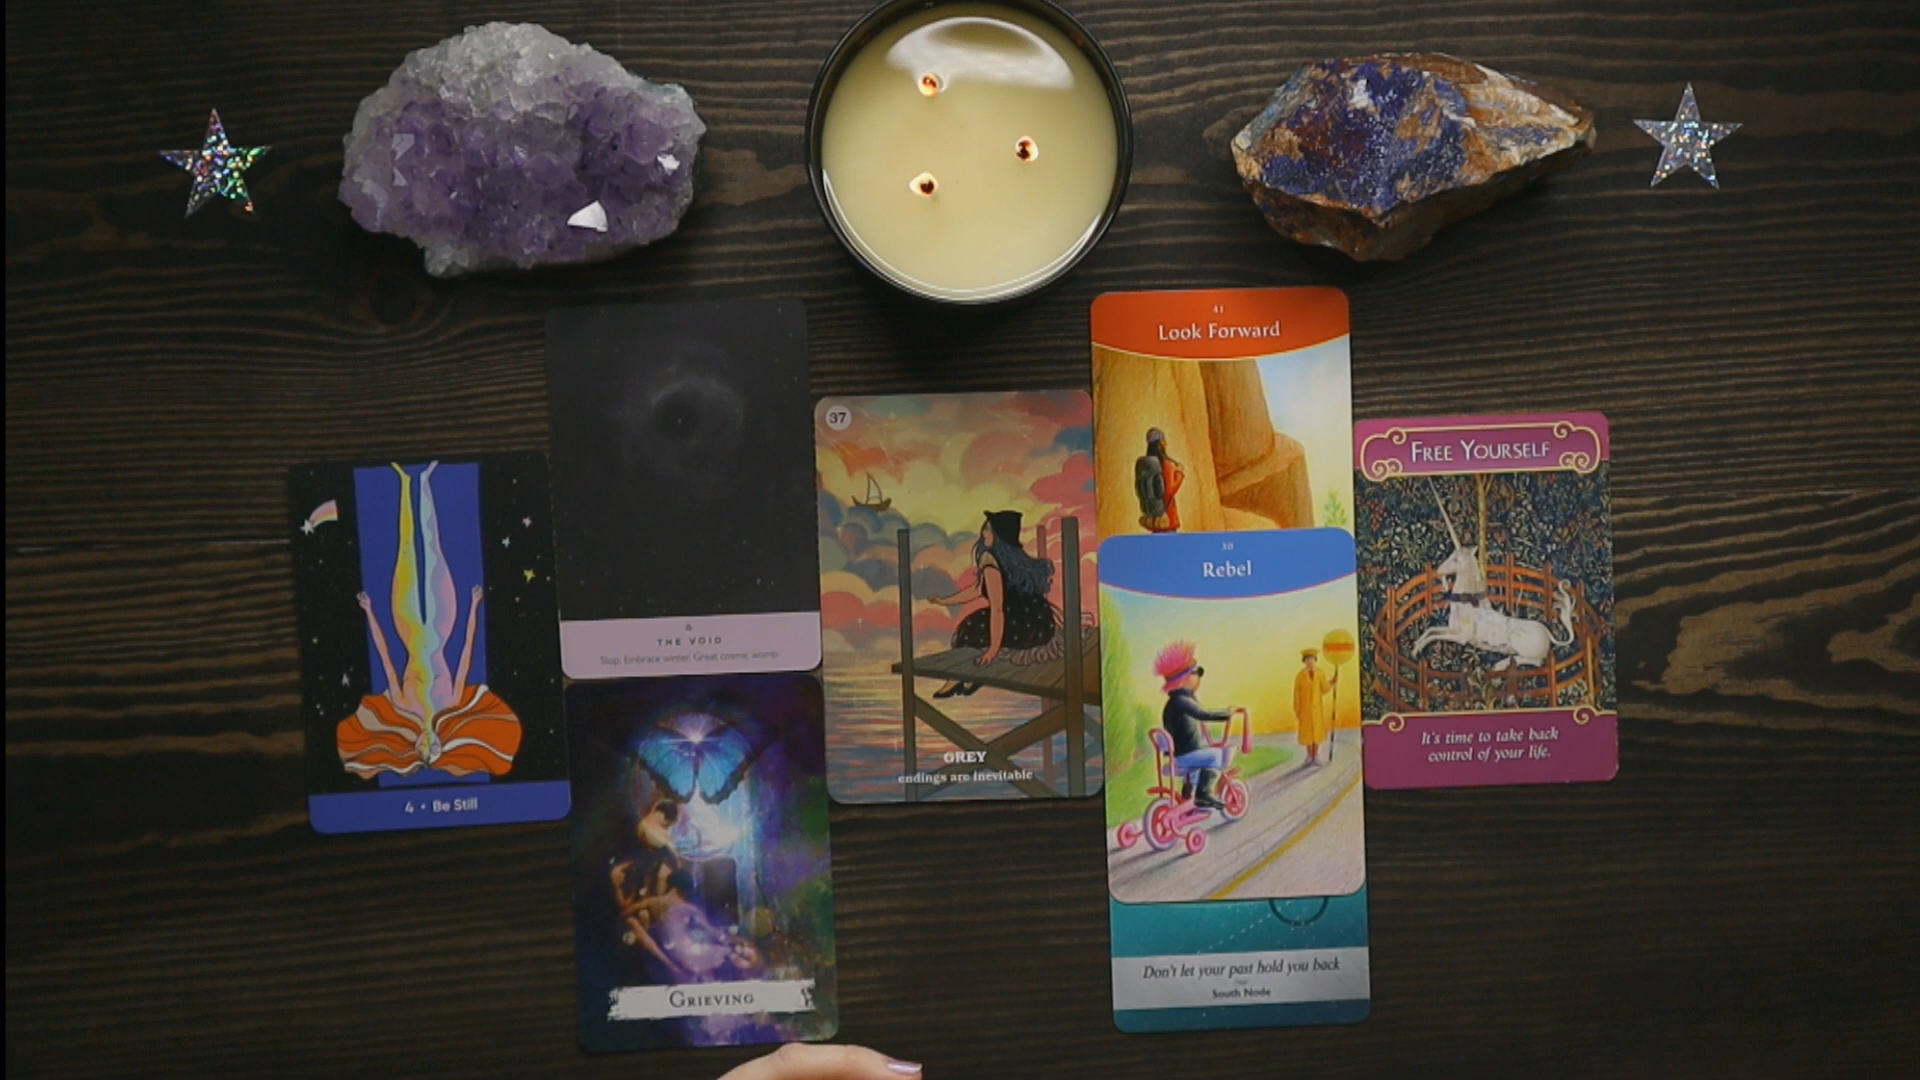 4 • Be Still
6
THE VOID
Stop. Embrace winter. Great cosmic womb.
GRIEVING
37
GREY
endings are inevitable
41
Look Forward
30
Rebel
Don't let your past hold you back
South Node
FREE YOURSELF
It's time to take back
control of your life.